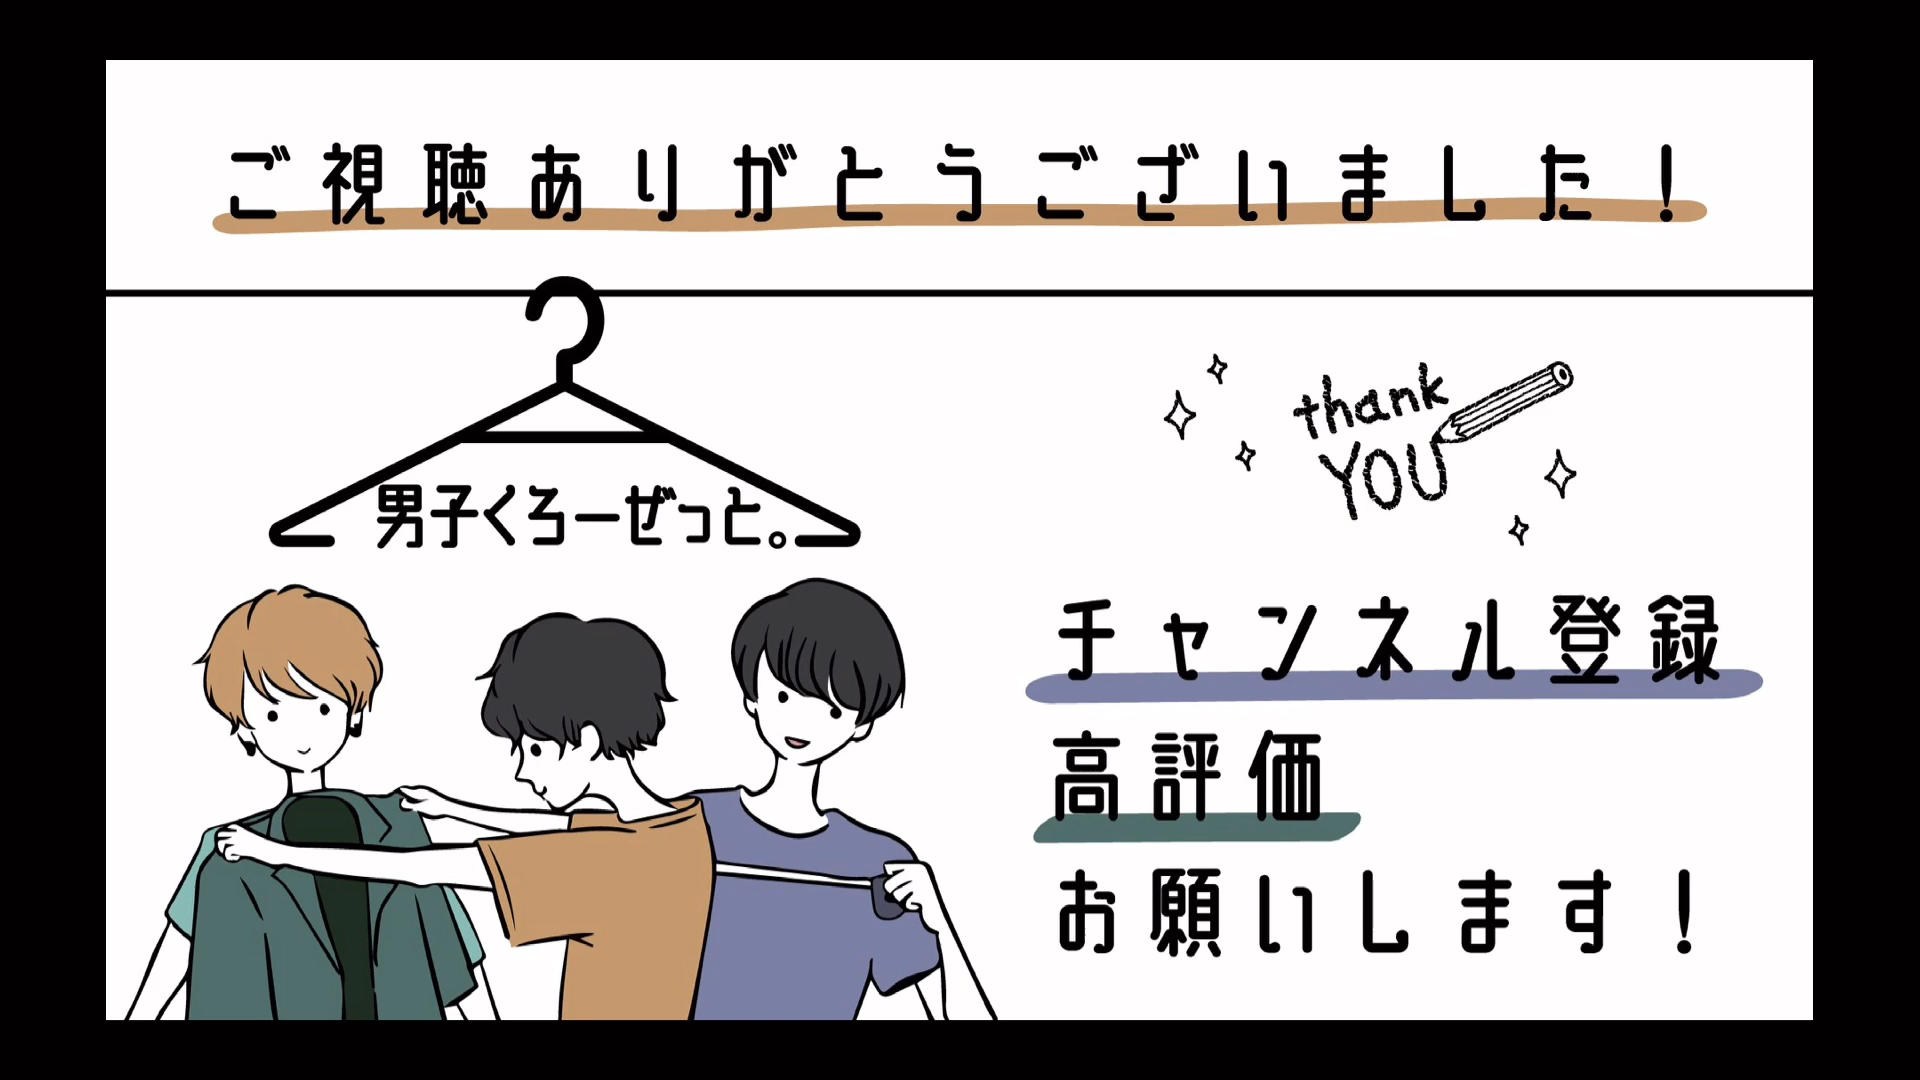 ご視聴ありがとうございました！
男子くろーぜっと。
thank
YOU
チャンネル登録
高評価
お願いします！